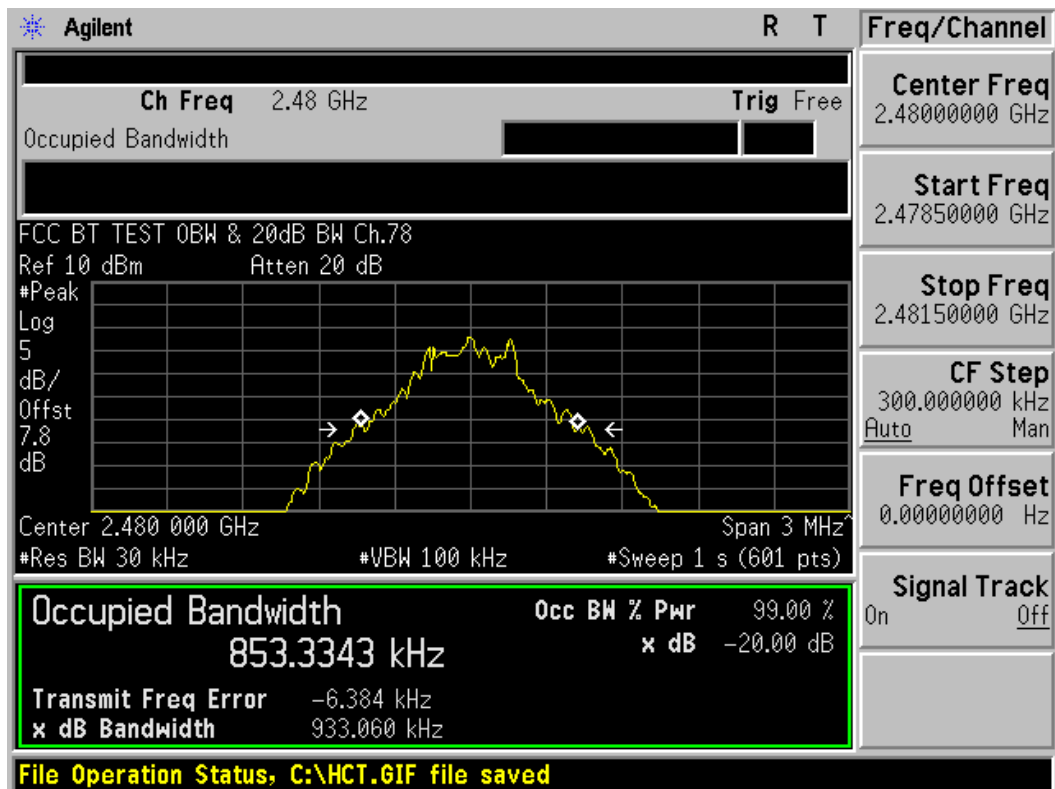 Agilent R T Freq/Channel
Ch Freq 2.48 GHz Trig Free
Occupied Bandwidth
Center Freq
2.48000000 GHz
Start Freq
2.47850000 GHz
Stop Freq
2.48150000 GHz
CF Step
300.000000 kHz
Auto Man
Freq Offset
0.00000000 Hz
Signal Track
On Off
FCC BT TEST OBW & 20dB BW Ch.78
Ref 10 dBm Atten 20 dB
#Peak
Log
5
dB/
Offst
7.8
dB
Center 2.480 000 GHz Span 3 MHz^
#Res BW 30 kHz #VBW 100 kHz #Sweep 1 s (601 pts)
Occupied Bandwidth Occ BW % Pwr 99.00 %
853.3343 kHz x dB -20.00 dB
Transmit Freq Error -6.384 kHz
x dB Bandwidth 933.060 kHz
File Operation Status, C:\HCT.GIF file saved